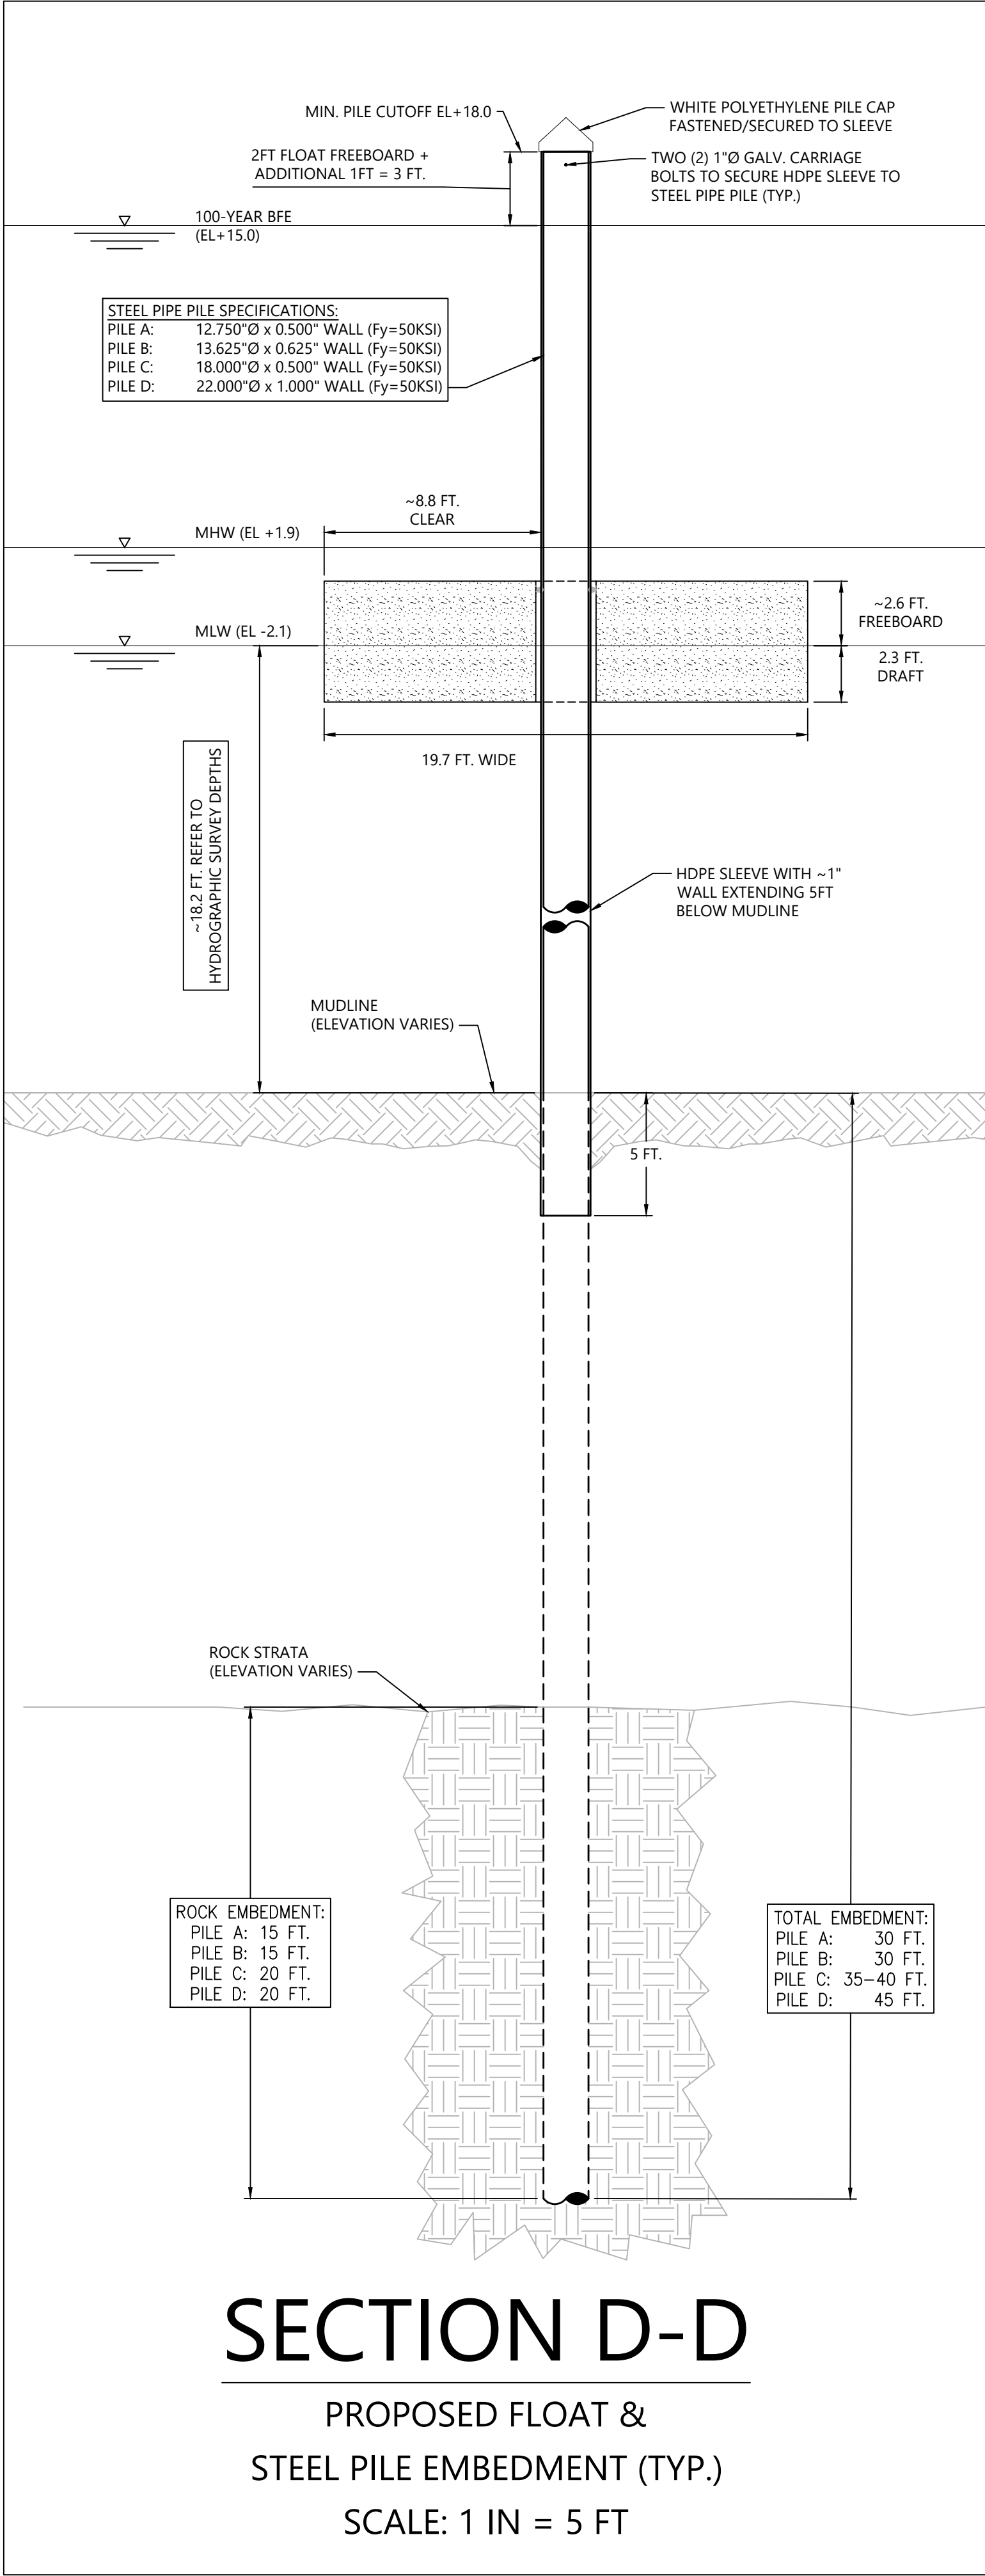 MIN. PILE CUTOFF EL+18.0
WHITE POLYETHYLENE PILE CAP
FASTENED/SECURED TO SLEEVE
2FT FLOAT FREEBOARD +
ADDITIONAL 1FT = 3 FT.
TWO (2) 1"Ø GALV. CARRIAGE
BOLTS TO SECURE HDPE SLEEVE TO
STEEL PIPE PILE (TYP.)
100-YEAR BFE
(EL+15.0)
STEEL PIPE PILE SPECIFICATIONS:
PILE A: 12.750"Ø x 0.500" WALL (Fy=50KSI)
PILE B: 13.625"Ø x 0.625" WALL (Fy=50KSI)
PILE C: 18.000"Ø x 0.500" WALL (Fy=50KSI)
PILE D: 22.000"Ø x 1.000" WALL (Fy=50KSI)
~8.8 FT.
CLEAR
MHW (EL +1.9)
~2.6 FT.
FREEBOARD
MLW (EL -2.1)
2.3 FT.
DRAFT
19.7 FT. WIDE
~18.2 FT. REFER TO
HYDROGRAPHIC SURVEY DEPTHS
HDPE SLEEVE WITH ~1"
WALL EXTENDING 5FT
BELOW MUDLINE
MUDLINE
(ELEVATION VARIES)
5 FT.
ROCK STRATA
(ELEVATION VARIES)
ROCK EMBEDMENT:
PILE A: 15 FT.
PILE B: 15 FT.
PILE C: 20 FT.
PILE D: 20 FT.
TOTAL EMBEDMENT:
PILE A: 30 FT.
PILE B: 30 FT.
PILE C: 35-40 FT.
PILE D: 45 FT.
SECTION D-D
PROPOSED FLOAT &
STEEL PILE EMBEDMENT (TYP.)
SCALE: 1 IN = 5 FT